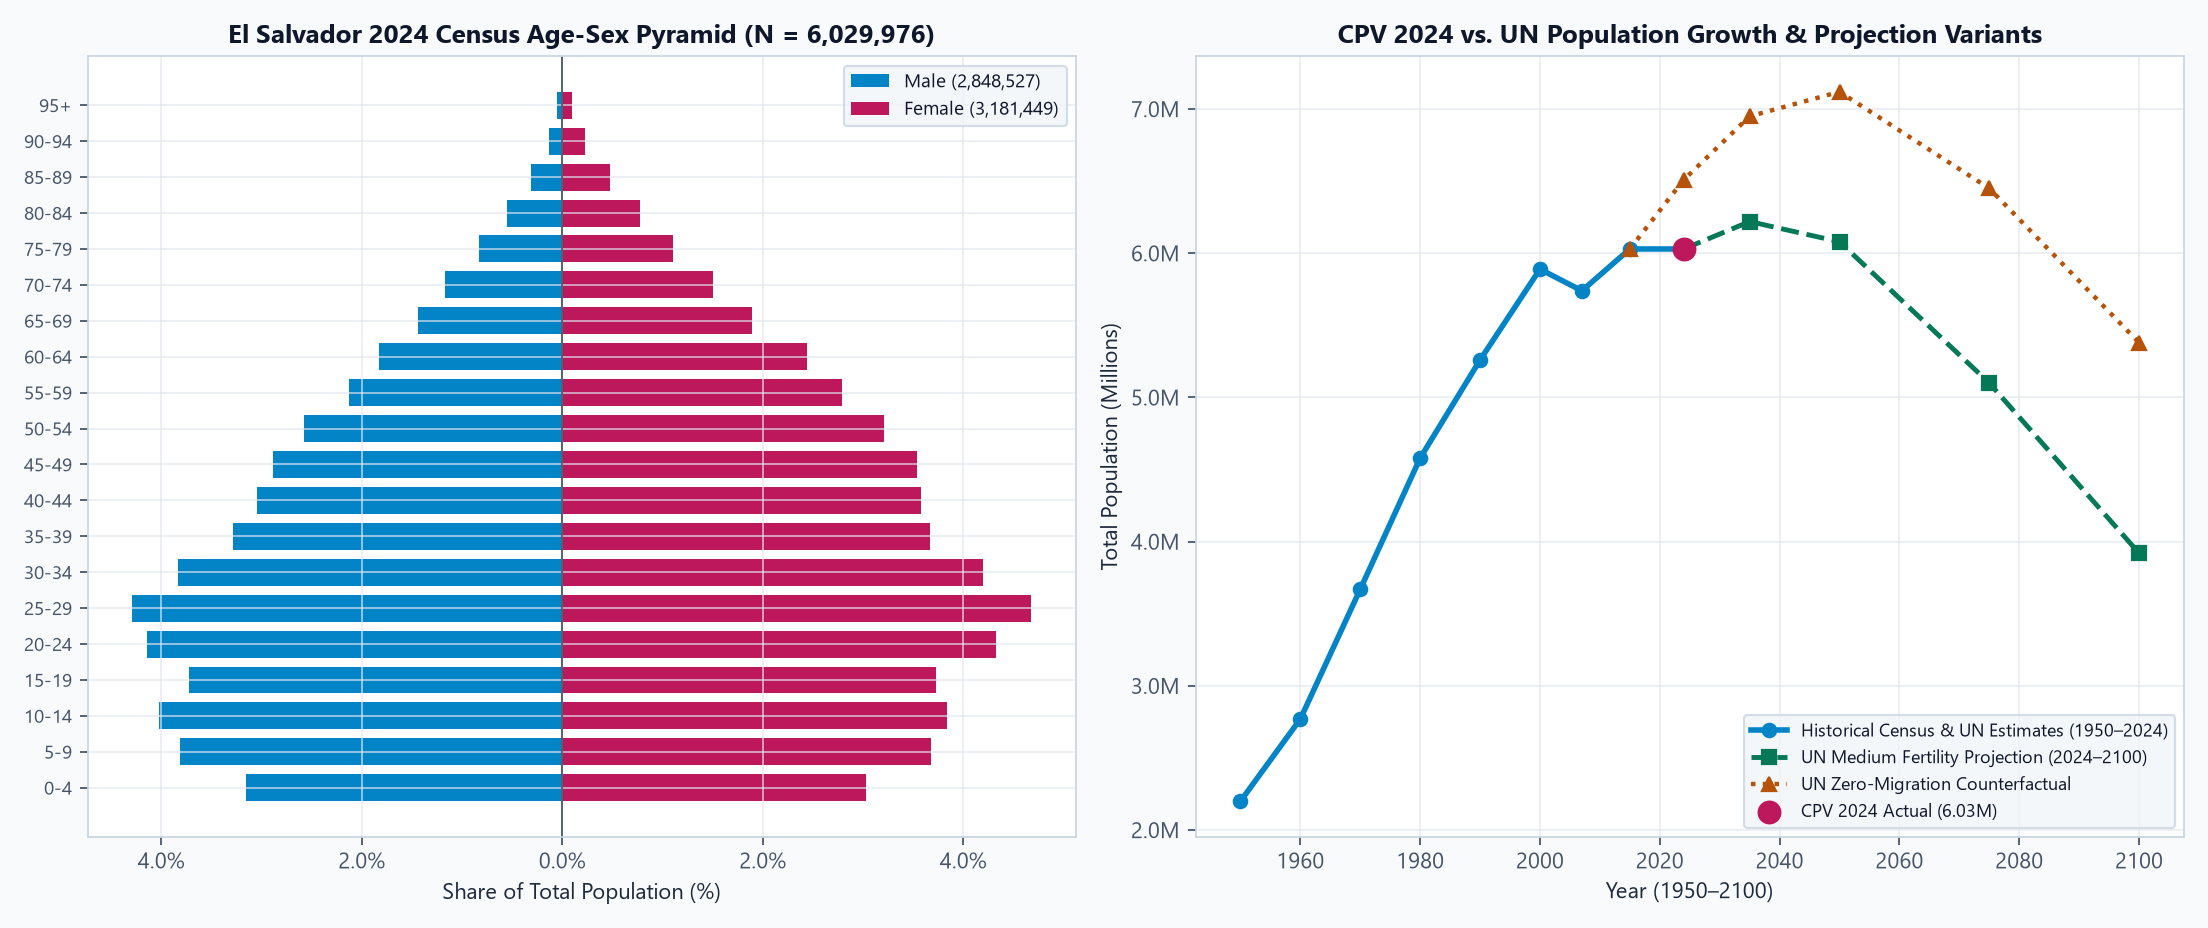 El Salvador 2024 Census Age-Sex Pyramid (N = 6,029,976)
Male (2,848,527)
Female (3,181,449)
95+
90-94
85-89
80-84
75-79
70-74
65-69
60-64
55-59
50-54
45-49
40-44
35-39
30-34
25-29
20-24
15-19
10-14
5-9
0-4
4.0% 2.0% 0.0% 2.0% 4.0%
Share of Total Population (%)
CPV 2024 vs. UN Population Growth & Projection Variants
Total Population (Millions)
7.0M
6.0M
5.0M
4.0M
3.0M
2.0M
Historical Census & UN Estimates (1950–2024)
UN Medium Fertility Projection (2024–2100)
UN Zero-Migration Counterfactual
CPV 2024 Actual (6.03M)
1960 1980 2000 2020 2040 2060 2080 2100
Year (1950–2100)